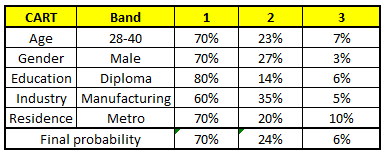 CART Band 1 2 3
Age 28-40 70% 23% 7%
Gender Male 70% 27% 3%
Education Diploma 80% 14% 6%
Industry Manufacturing 60% 35% 5%
Residence Metro 70% 20% 10%
Final probability 70% 24% 6%